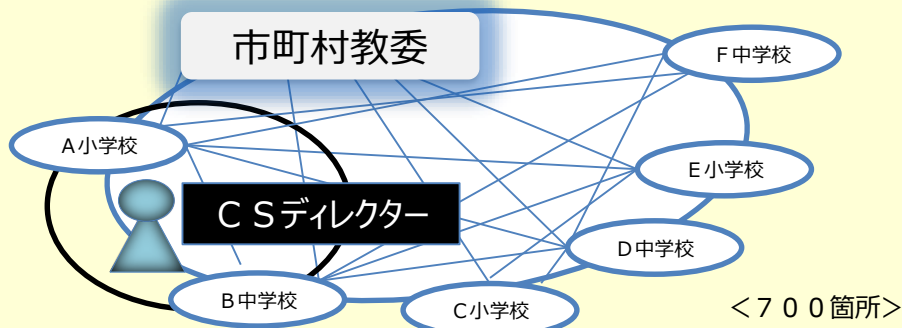 市町村教委
F中学校
A小学校
E小学校
CSディレクター
D中学校
B中学校
C小学校
<700箇所>